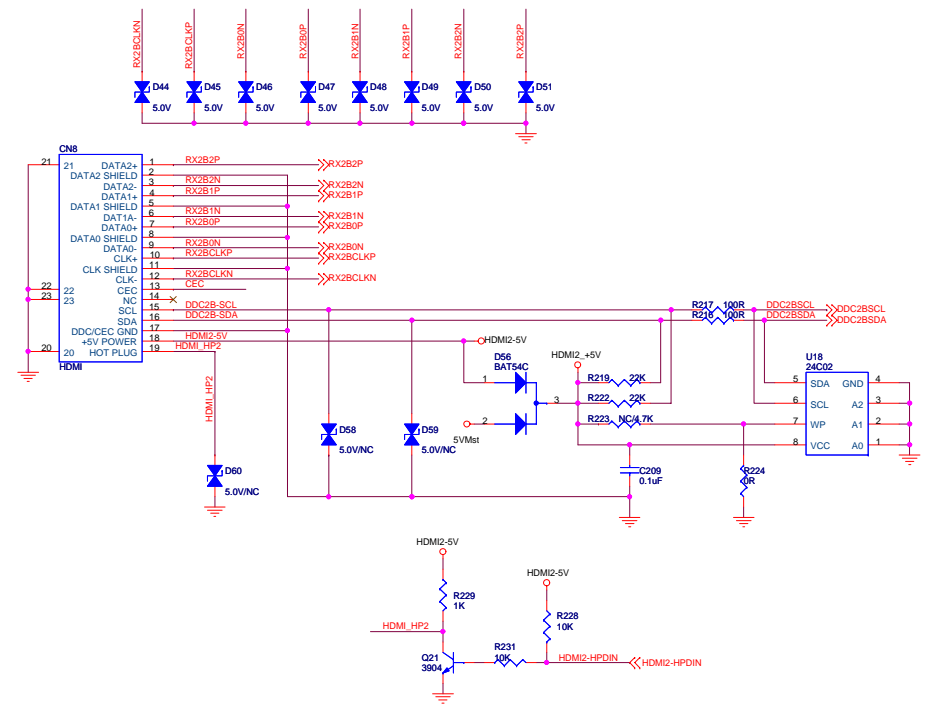 RX2BCLKN RX2BCLKP RX2B0N RX2B0P RX2B1N RX2B1P RX2B2N RX2B2P
D44 D45 D46 D47 D48 D49 D50 D51
5.0V 5.0V 5.0V 5.0V 5.0V 5.0V 5.0V 5.0V
CN8
21 21 DATA2+ 1 RX2B2P RX2B2P
DATA2 SHIELD 2
DATA2- 3 RX2B2N RX2B2N
DATA1+ 4 RX2B1P RX2B1P
DATA1 SHIELD 5
DAT1A- 6 RX2B1N RX2B1N
DATA0+ 7 RX2B0P RX2B0P
DATA0 SHIELD 8
DATA0- 9 RX2B0N RX2B0N
CLK+ 10 RX2BCLKP RX2BCLKP
CLK SHIELD 11
CLK- 12 RX2BCLKN RX2BCLKN
22 22 CEC 13 CEC
23 23 NC 14
SCL 15 DDC2B-SCL R217 100R DDC2BSCL DDC2BSCL
SDA 16 DDC2B-SDA R216 100R DDC2BSDA DDC2BSDA
DDC/CEC GND 17
+5V POWER 18 HDMI2-5V HDMI2-5V
20 20 HOT PLUG 19 HDMI_HP2
HDMI
HDMI_HP2
D56
BAT54C
1
2
3
5VMst
HDMI2_+5V
R219 22K
R222 22K
R223 NC/4.7K
U18
24C02
5 SDA GND 4
6 SCL A2 3
7 WP A1 2
8 VCC A0 1
D58
5.0V/NC
D59
5.0V/NC
D60
5.0V/NC
C209
0.1uF
R224
0R
HDMI2-5V
R229
1K
HDMI2-5V
R228
10K
HDMI_HP2
Q21
3904
R231
10K
HDMI2-HPDIN HDMI2-HPDIN